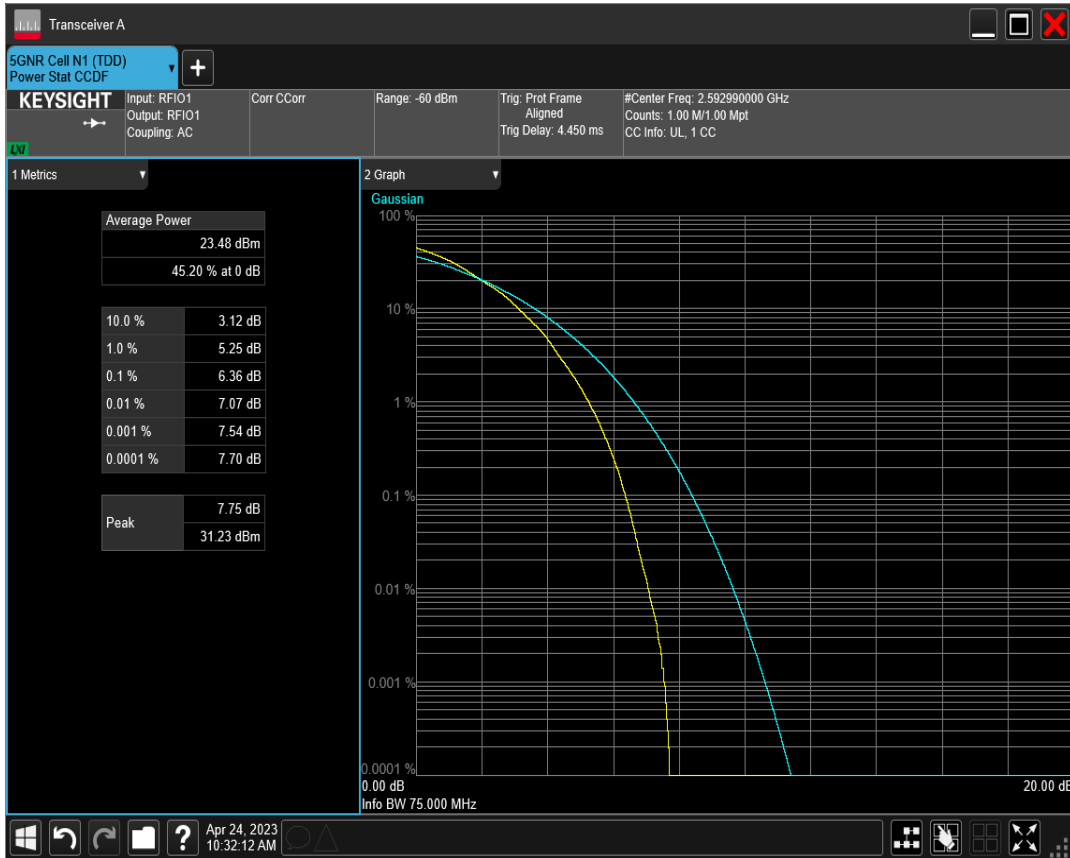 Transceiver A
5GNR Cell N1 (TDD)
Power Stat CCDF
+
KEYSIGHT
LXI
Input: RFIO1
Output: RFIO1
Coupling: AC
Corr CCorr
Range: -60 dBm
Trig: Prot Frame
Aligned
Trig Delay: 4.450 ms
#Center Freq: 2.592990000 GHz
Counts: 1.00 M/1.00 Mpt
CC Info: UL, 1 CC
1 Metrics
Average Power
23.48 dBm
45.20 % at 0 dB
10.0 % 3.12 dB
1.0 % 5.25 dB
0.1 % 6.36 dB
0.01 % 7.07 dB
0.001 % 7.54 dB
0.0001 % 7.70 dB
Peak
7.75 dB
31.23 dBm
2 Graph
Gaussian
100 %
10 %
1 %
0.1 %
0.01 %
0.001 %
0.0001 %
0.00 dB 20.00 dB
Info BW 75.000 MHz
?
Apr 24, 2023
10:32:12 AM